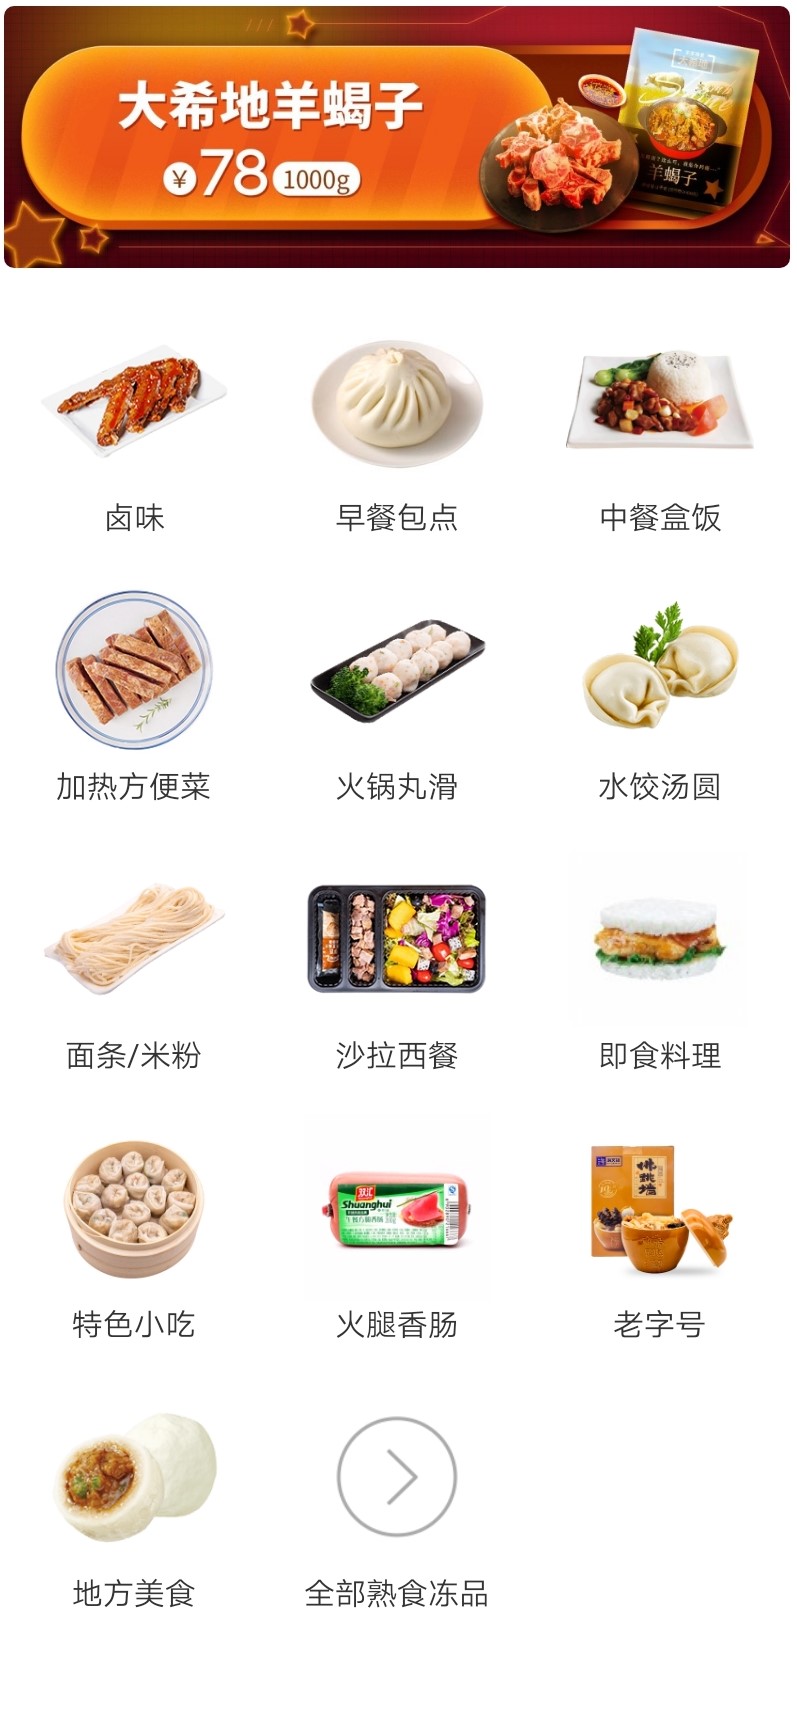 大希地羊蝎子
¥78 1000g
羊蝎子
卤味
早餐包点
中餐盒饭
加热方便菜
火锅丸滑
水饺汤圆
面条/米粉
沙拉西餐
即食料理
双汇
Shuanghui
佛跳墙
特色小吃
火腿香肠
老字号
地方美食
全部熟食冻品